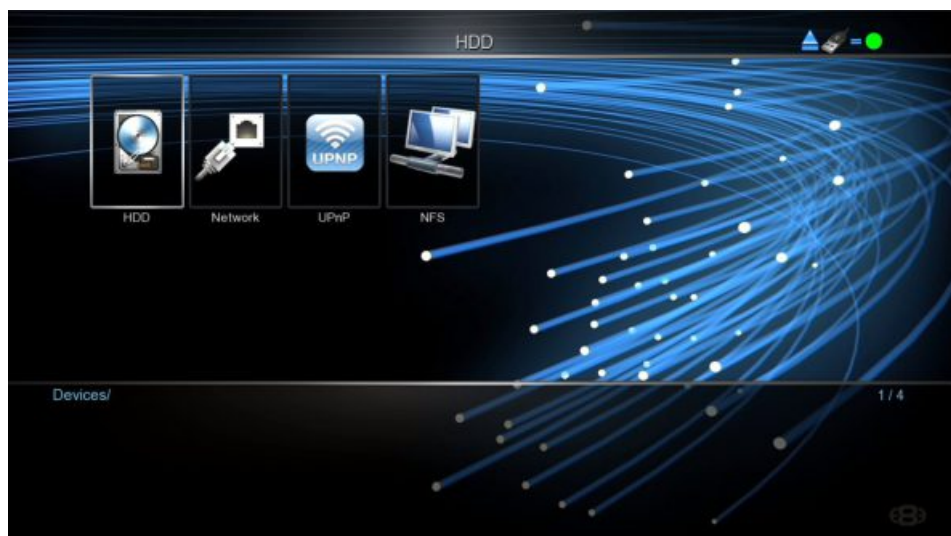 HDD
=
UPNP
HDD Network UPnP NFS
Devices/ 1 / 4